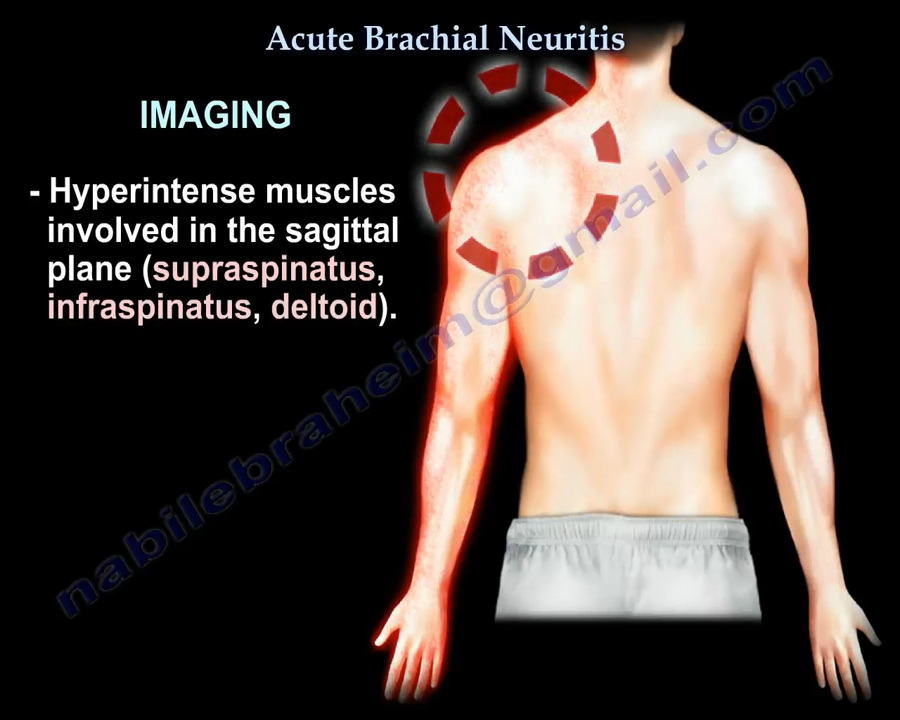 Acute Brachial Neuritis
IMAGING
- Hyperintense muscles
involved in the sagittal
plane (supraspinatus,
infraspinatus, deltoid).
nabilebraheim@gmail.com